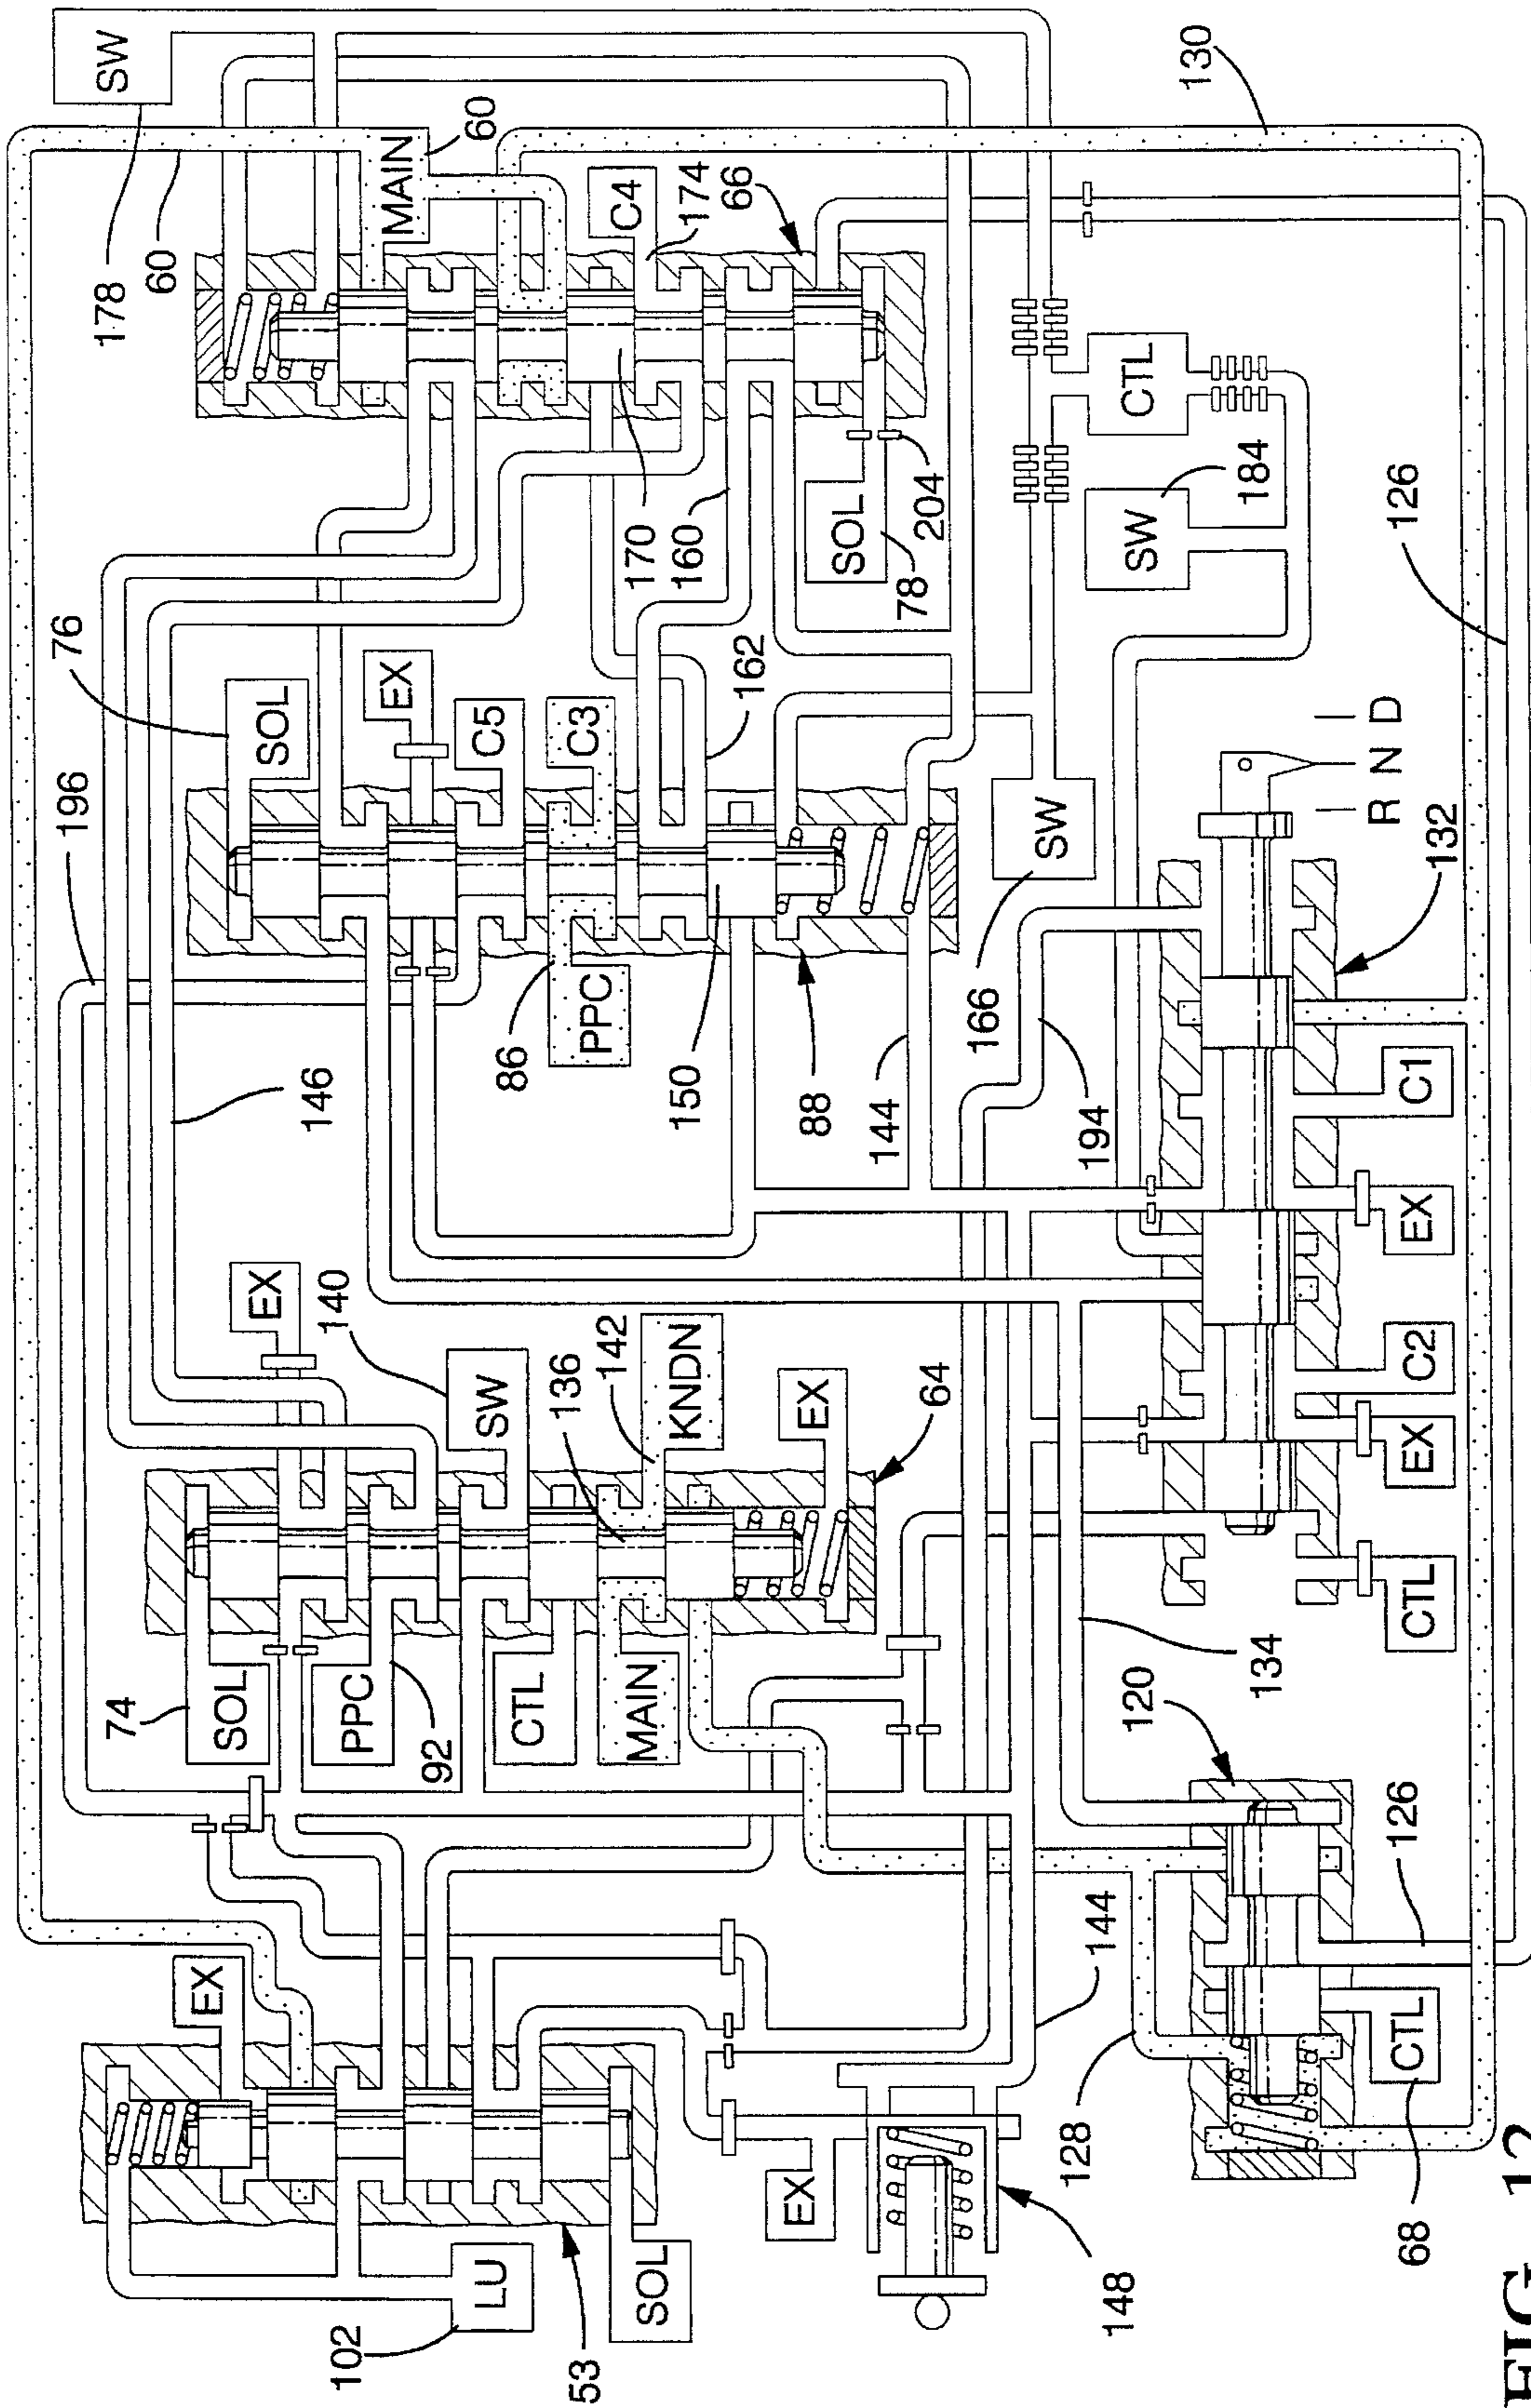 SW
178
60
MAIN
60
130
C4
174
66
76
SOL
EX
C5
C3
162
170
160
SOL
78
204
CTL
SW
184
126
196
146
86
PPC
150
88
144
166
SW
194
R N D
132
C1
EX
C2
EX
CTL
EX
140
SW
136
142
KNDN
EX
64
74
SOL
PPC
92
CTL
MAIN
134
120
126
EX
144
128
CTL
68
LU
102
53
SOL
EX
148
FIG. 12